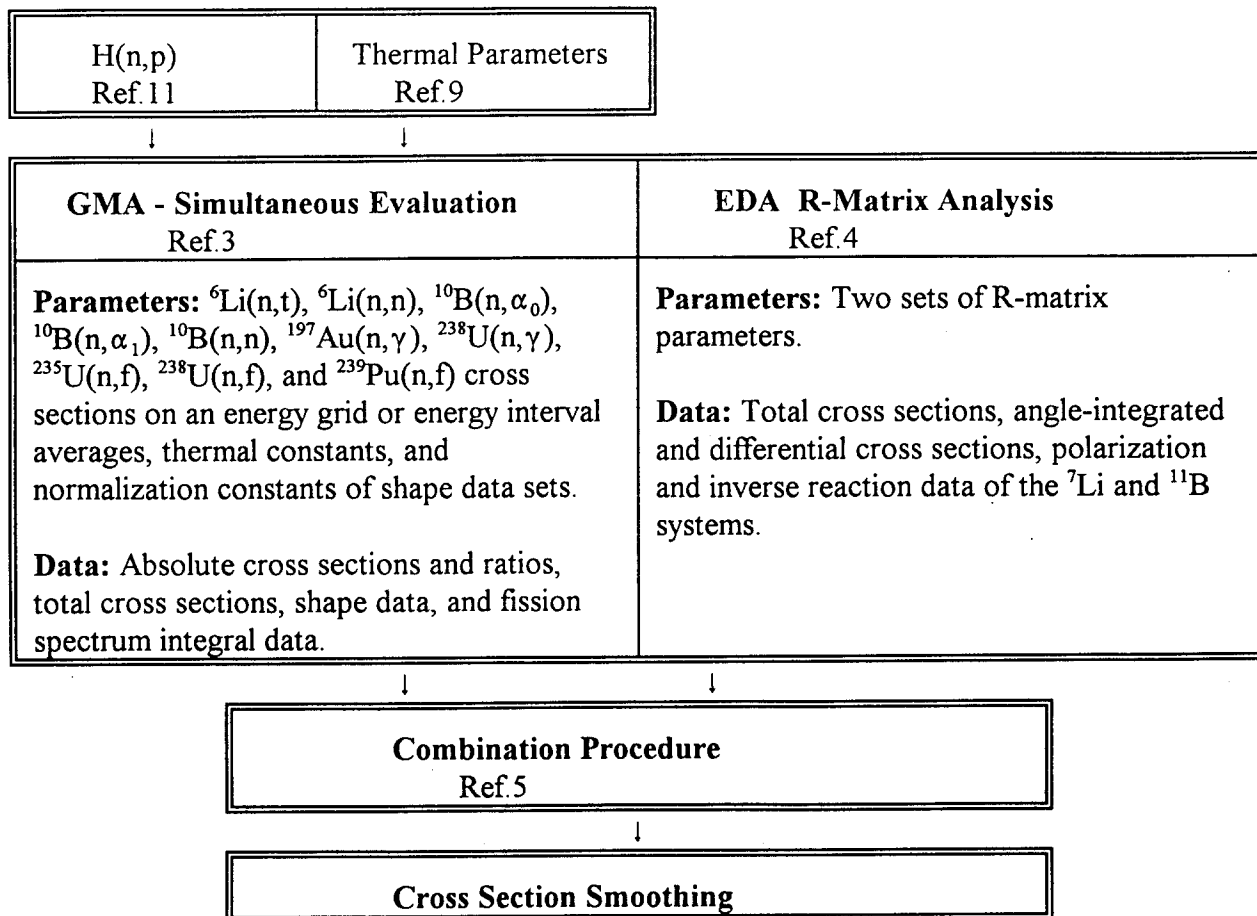 H(n,p)
Ref.11
Thermal Parameters
Ref.9
↓ ↓
GMA - Simultaneous Evaluation
Ref.3
Parameters: ⁶Li(n,t), ⁶Li(n,n), ¹⁰B(n,α₀),
¹⁰B(n,α₁), ¹⁰B(n,n), ¹⁹⁷Au(n,γ), ²³⁸U(n,γ),
²³⁵U(n,f), ²³⁸U(n,f), and ²³⁹Pu(n,f) cross
sections on an energy grid or energy interval
averages, thermal constants, and
normalization constants of shape data sets.
Data: Absolute cross sections and ratios,
total cross sections, shape data, and fission
spectrum integral data.
EDA R-Matrix Analysis
Ref.4
Parameters: Two sets of R-matrix
parameters.
Data: Total cross sections, angle-integrated
and differential cross sections, polarization
and inverse reaction data of the ⁷Li and ¹¹B
systems.
↓ ↓
Combination Procedure
Ref.5
↓
Cross Section Smoothing